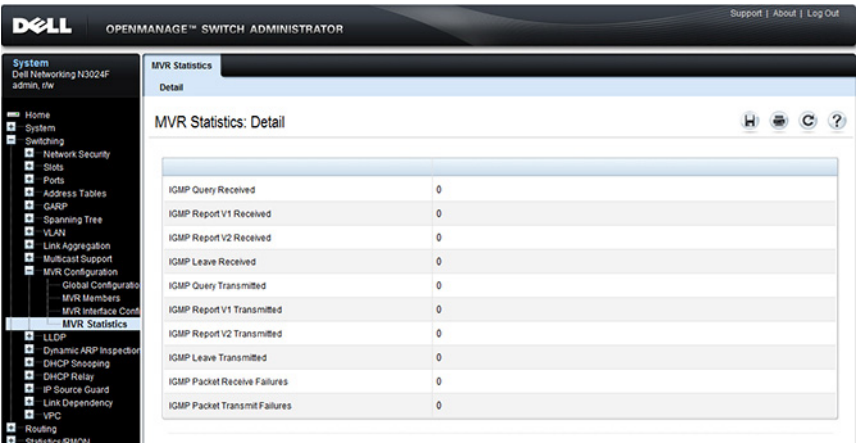 Support | About | Log Out
DELL OPENMANAGE™ SWITCH ADMINISTRATOR
System
Dell Networking N3024F
admin, r/w
Home
System
Switching
Network Security
Slots
Ports
Address Tables
GARP
Spanning Tree
VLAN
Link Aggregation
Multicast Support
MVR Configuration
Global Configuratio
MVR Members
MVR Interface Confi
MVR Statistics
LLDP
Dynamic ARP Inspection
DHCP Snooping
DHCP Relay
IP Source Guard
Link Dependency
VPC
Routing
Statistics/RMON
MVR Statistics
Detail
MVR Statistics: Detail
IGMP Query Received 0
IGMP Report V1 Received 0
IGMP Report V2 Received 0
IGMP Leave Received 0
IGMP Query Transmitted 0
IGMP Report V1 Transmitted 0
IGMP Report V2 Transmitted 0
IGMP Leave Transmitted 0
IGMP Packet Receive Failures 0
IGMP Packet Transmit Failures 0